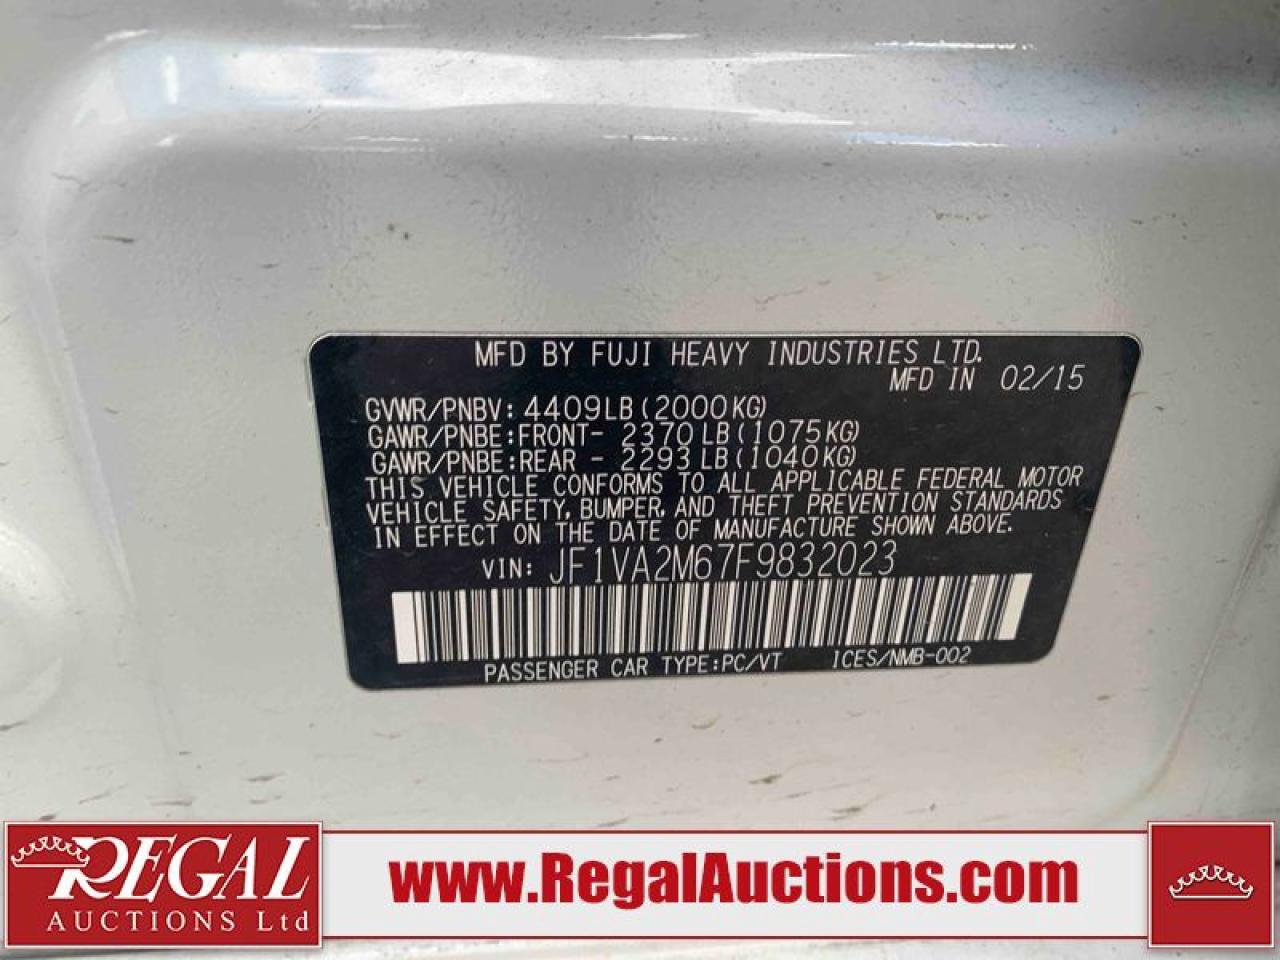 MFD BY FUJI HEAVY INDUSTRIES LTD.
MFD IN 02/15
GVWR/PNBV: 4409LB (2000KG)
GAWR/PNBE:FRONT- 2370LB(1075KG)
GAWR/PNBE:REAR - 2293LB(1040KG)
THIS VEHICLE CONFORMS TO ALL APPLICABLE FEDERAL MOTOR
VEHICLE SAFETY, BUMPER, AND THEFT PREVENTION STANDARDS
IN EFFECT ON THE DATE OF MANUFACTURE SHOWN ABOVE.
VIN: JF1VA2M67F9832023
PASSENGER CAR TYPE:PC/VT ICES/NMB-002
REGAL
AUCTIONS Ltd
www.RegalAuctions.com